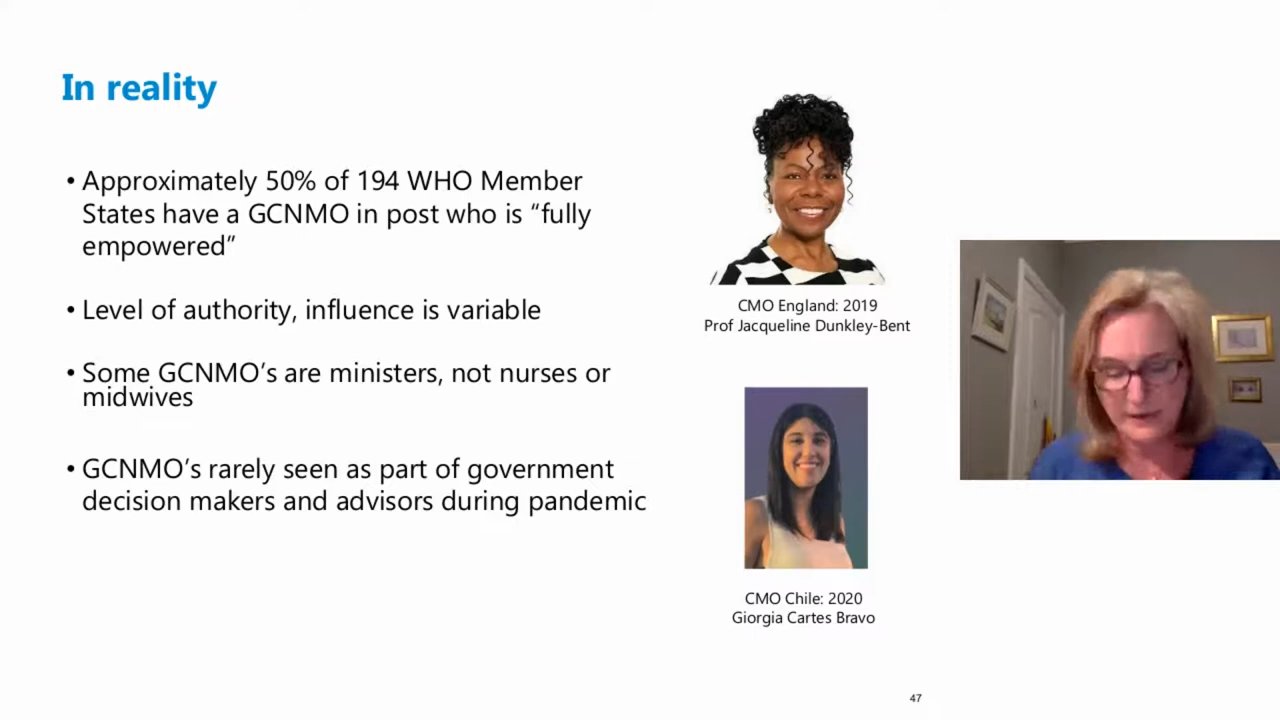 In reality
• Approximately 50% of 194 WHO Member
States have a GCNMO in post who is “fully
empowered”
• Level of authority, influence is variable
• Some GCNMO’s are ministers, not nurses or
midwives
• GCNMO’s rarely seen as part of government
decision makers and advisors during pandemic
CMO England: 2019
Prof Jacqueline Dunkley-Bent
CMO Chile: 2020
Giorgia Cartes Bravo
47